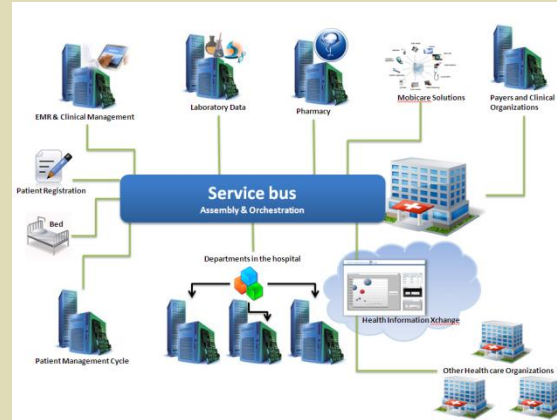 EMR & Clinical Management
Laboratory Data
Pharmacy
Mobicare Solutions
Payers and Clinical
Organizations
Patient Registration
Service bus
Assembly & Orchestration
Bed
Departments in the hospital
Health Information Xchange
Patient Management Cycle
Other Health care Organizations